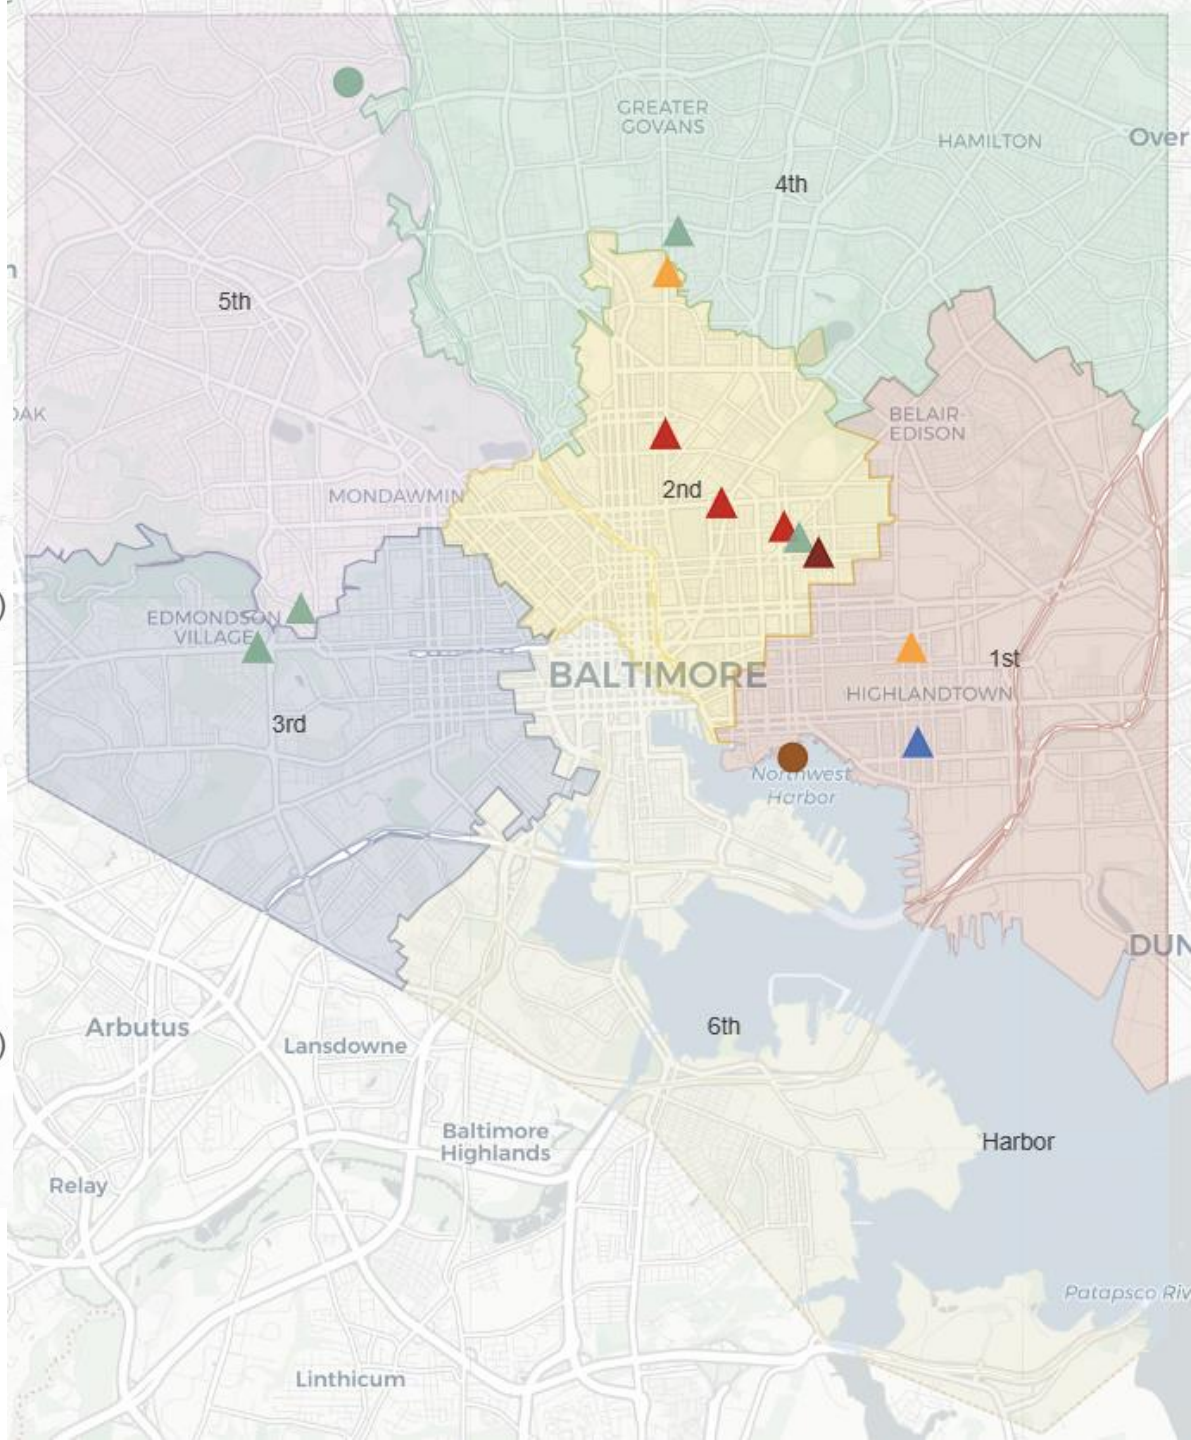 GREATER
GOVANS
HAMILTON
Over
4th
n
5th
OAK
BELAIR-
EDISON
MONDAWMIN
2nd
)
EDMONDSON
VILLAGE
BALTIMORE
1st
HIGHLANDTOWN
3rd
Northwest
Harbor
DUN
6th
Arbutus
)
Lansdowne
Baltimore
Highlands
Harbor
Relay
Patapsco Riv
Linthicum